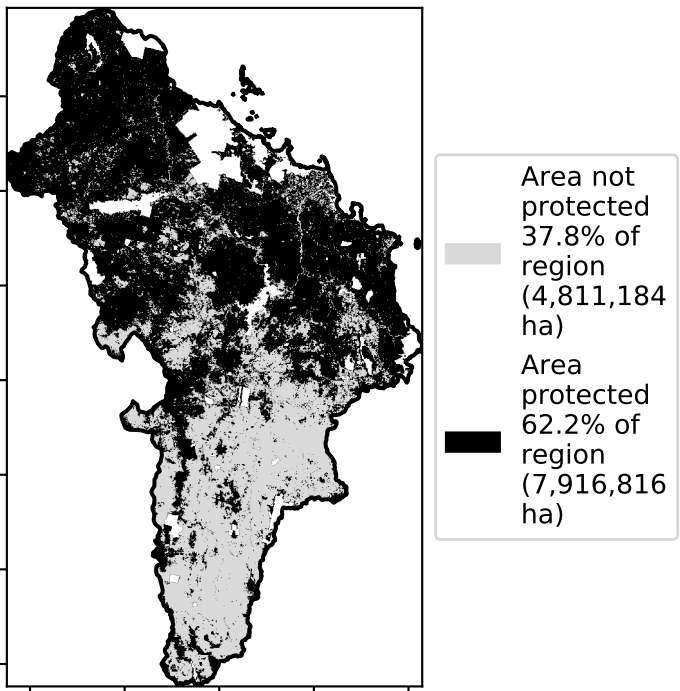 Area not
protected
37.8% of
region
(4,811,184
ha)
Area
protected
62.2% of
region
(7,916,816
ha)